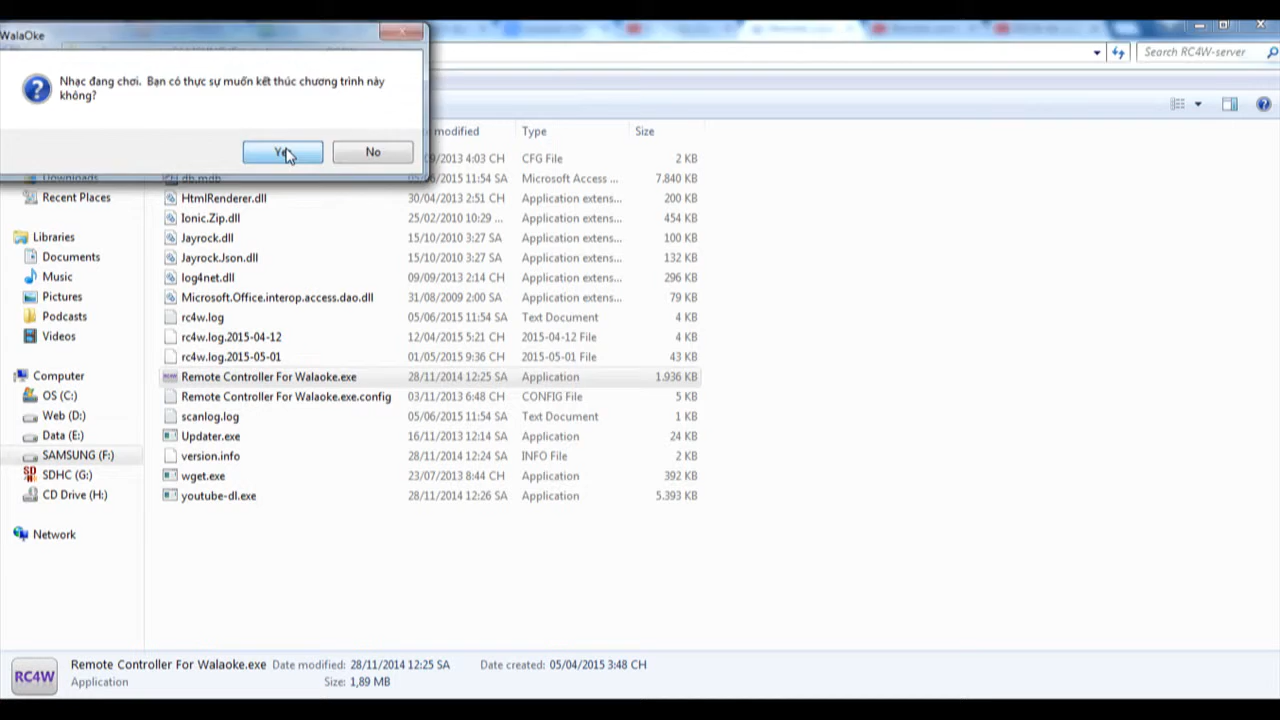 WalaOke
Nhạc đang chơi. Bạn có thực sự muốn kết thúc chương trình này
không?
No
Search RC4W-server
modified Type Size
2013 4:03 CH CFG File 2 KB
db.mdb 2015 11:54 SA Microsoft Access ... 7.840 KB
Downloads
Recent Places
HtmlRenderer.dll 30/04/2013 2:51 CH Application extens... 200 KB
Ionic.Zip.dll 25/02/2010 10:29 ... Application extens... 454 KB
Libraries
Jayrock.dll 15/10/2010 3:27 SA Application extens... 100 KB
Documents
Jayrock.Json.dll 15/10/2010 3:27 SA Application extens... 132 KB
Music
log4net.dll 09/09/2013 2:14 CH Application extens... 296 KB
Pictures
Microsoft.Office.interop.access.dao.dll 31/08/2009 2:00 SA Application extens... 79 KB
Podcasts
rc4w.log 05/06/2015 11:54 SA Text Document 4 KB
Videos
rc4w.log.2015-04-12 12/04/2015 5:21 CH 2015-04-12 File 4 KB
rc4w.log.2015-05-01 01/05/2015 9:36 CH 2015-05-01 File 43 KB
Computer
Remote Controller For Walaoke.exe 28/11/2014 12:25 SA Application 1.936 KB
OS (C:)
Remote Controller For Walaoke.exe.config 03/11/2013 6:48 CH CONFIG File 5 KB
Web (D:)
scanlog.log 05/06/2015 11:54 SA Text Document 1 KB
Data (E:)
Updater.exe 16/11/2013 12:14 SA Application 24 KB
SAMSUNG (F:)
version.info 28/11/2014 12:24 SA INFO File 2 KB
SDHC (G:)
wget.exe 23/07/2013 8:44 CH Application 392 KB
CD Drive (H:)
youtube-dl.exe 28/11/2014 12:26 SA Application 5.393 KB
Network
RC4W
Remote Controller For Walaoke.exe Date modified: 28/11/2014 12:25 SA Date created: 05/04/2015 3:48 CH
Application Size: 1,89 MB